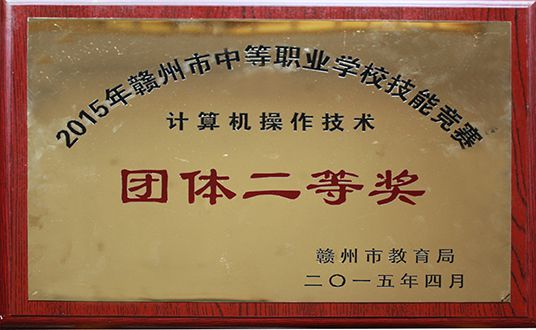 2015年赣州市中等职业学校技能竞赛
计算机操作技术
团体二等奖
赣州市教育局
二〇一五年四月